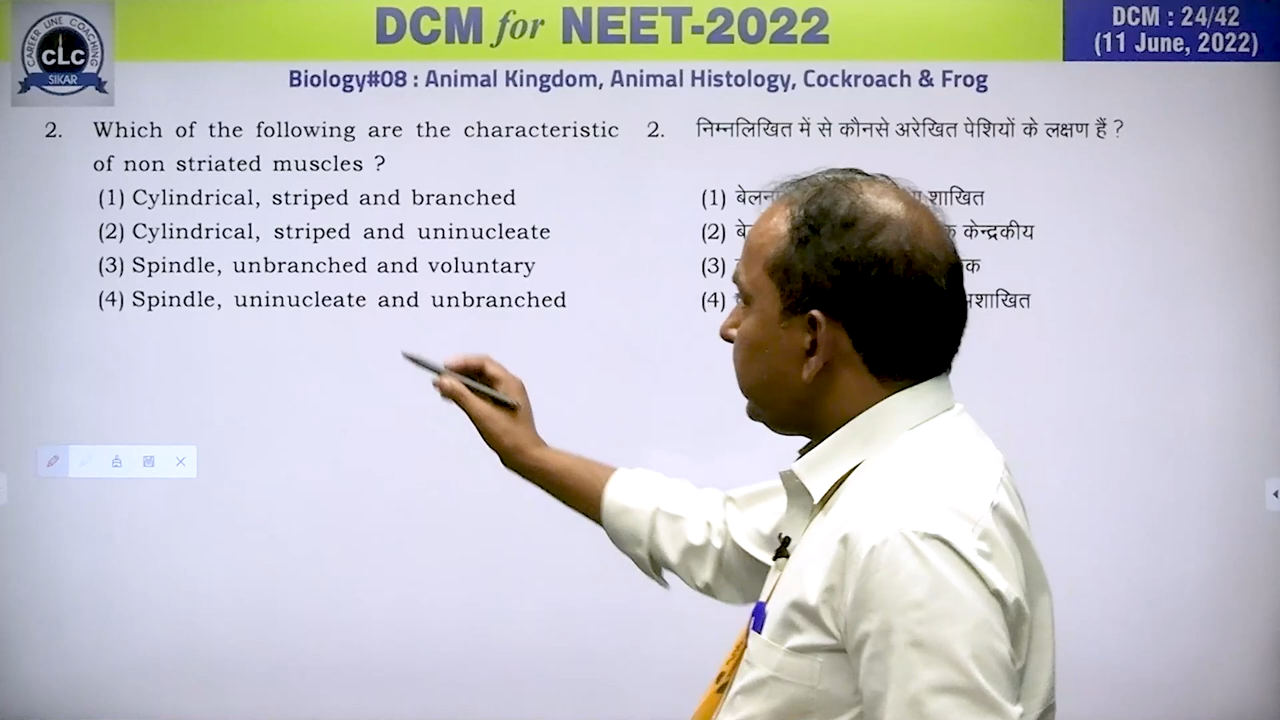 DCM for NEET-2022
DCM : 24/42
(11 June, 2022)
CAREER LINE COACHING
CLC
SIKAR
Biology#08 : Animal Kingdom, Animal Histology, Cockroach & Frog
2. Which of the following are the characteristic
of non striated muscles ?
(1) Cylindrical, striped and branched
(2) Cylindrical, striped and uninucleate
(3) Spindle, unbranched and voluntary
(4) Spindle, uninucleate and unbranched
2. निम्नलिखित में से कौनसे अरेखित पेशियों के लक्षण हैं ?
(1) शाखित
(2) केन्द्रकीय
(3)
(4)